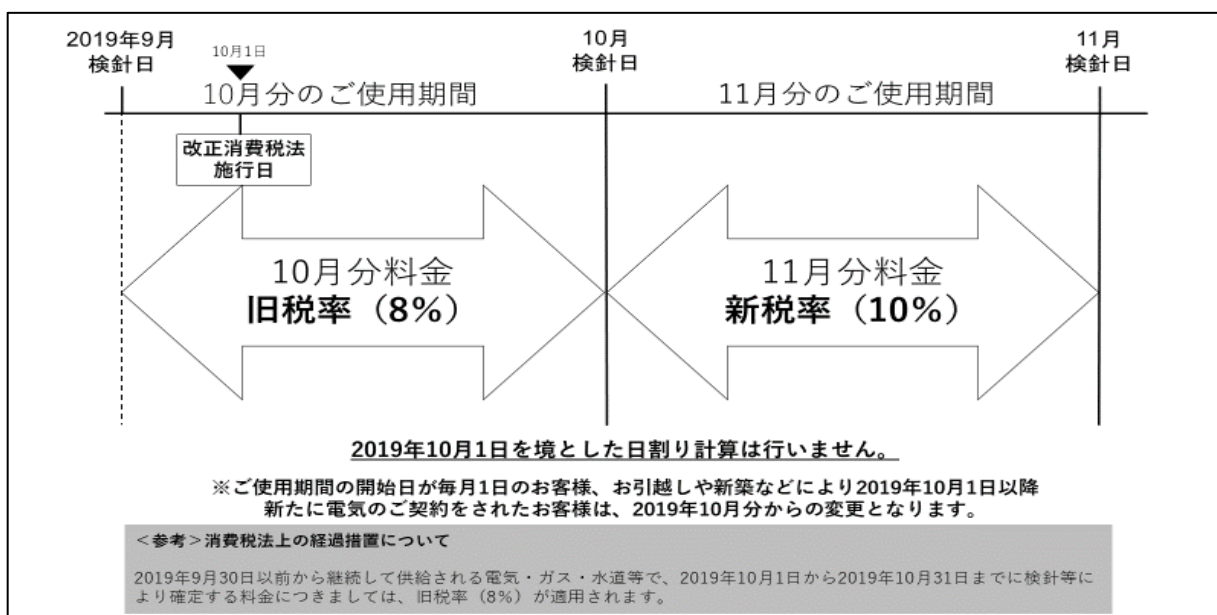 2019年9月
検針日
10月1日
10月
検針日
11月
検針日
10月分のご使用期間
11月分のご使用期間
改正消費税法
施行日
10月分料金
旧税率（8%）
11月分料金
新税率（10%）
2019年10月1日を境とした日割り計算は行いません。
※ご使用期間の開始日が毎月1日のお客様、お引越しや新築などにより2019年10月1日以降
新たに電気のご契約をされたお客様は、2019年10月分からの変更となります。
＜参考＞消費税法上の経過措置について
2019年9月30日以前から継続して供給される電気・ガス・水道等で、2019年10月1日から2019年10月31日までに検針等に
より確定する料金につきましては、旧税率（8%）が適用されます。